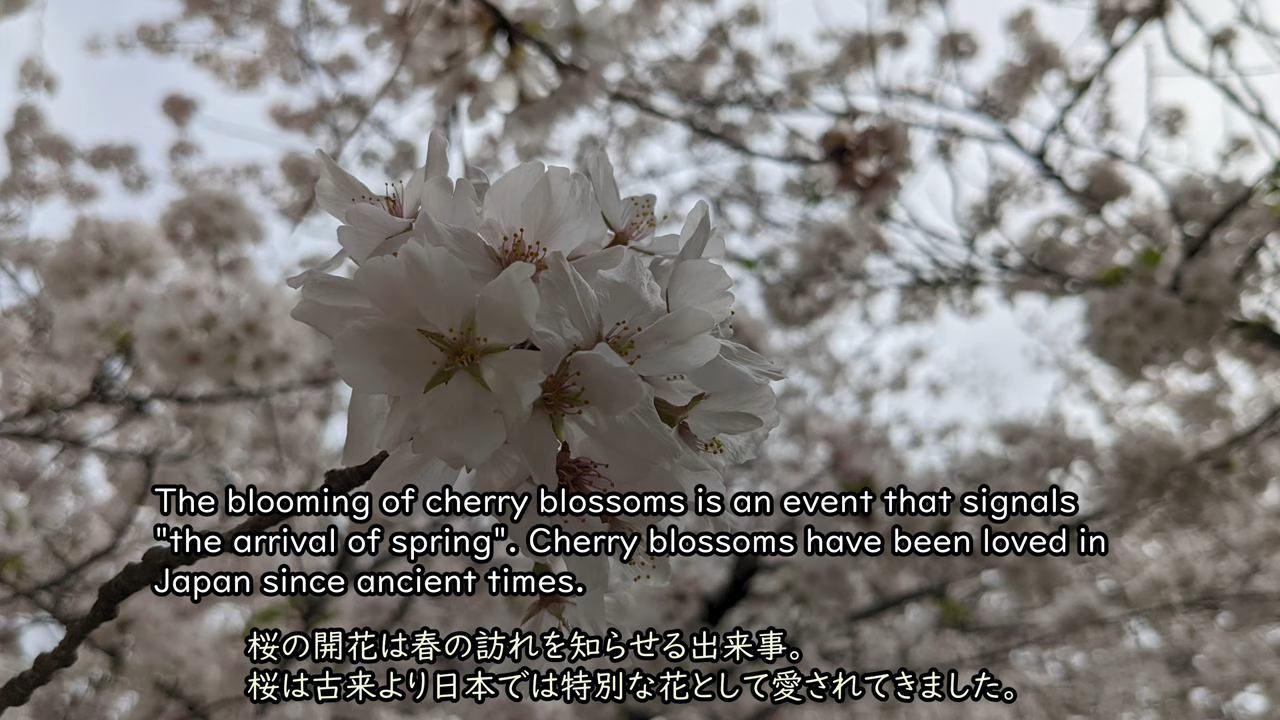 The blooming of cherry blossoms is an event that signals
"the arrival of spring". Cherry blossoms have been loved in
Japan since ancient times.
桜の開花は春の訪れを知らせる出来事。
桜は古来より日本では特別な花として愛されてきました。